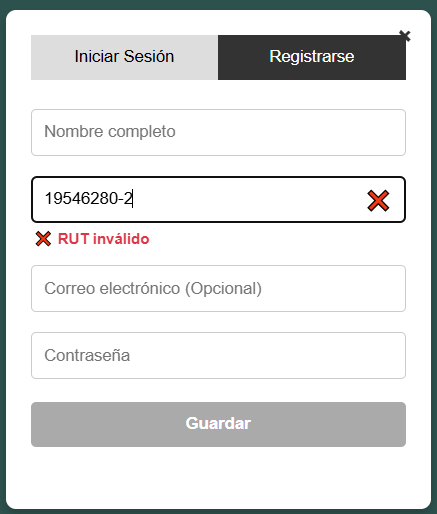 Iniciar Sesión Registrarse
Nombre completo
19546280-2
RUT inválido
Correo electrónico (Opcional)
Contraseña
Guardar